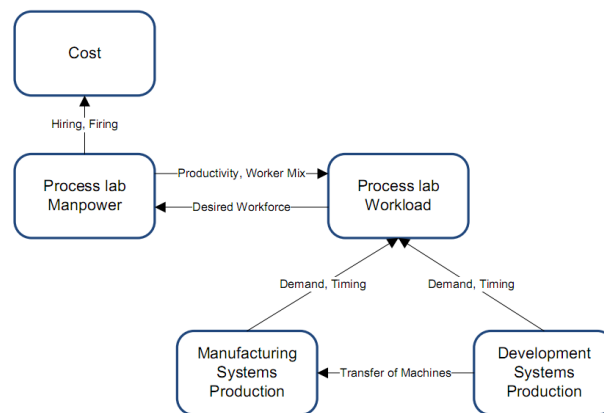 Cost
Hiring, Firing
Process lab
Manpower
Productivity, Worker Mix
Desired Workforce
Process lab
Workload
Demand, Timing
Demand, Timing
Manufacturing
Systems
Production
Transfer of Machines
Development
Systems
Production